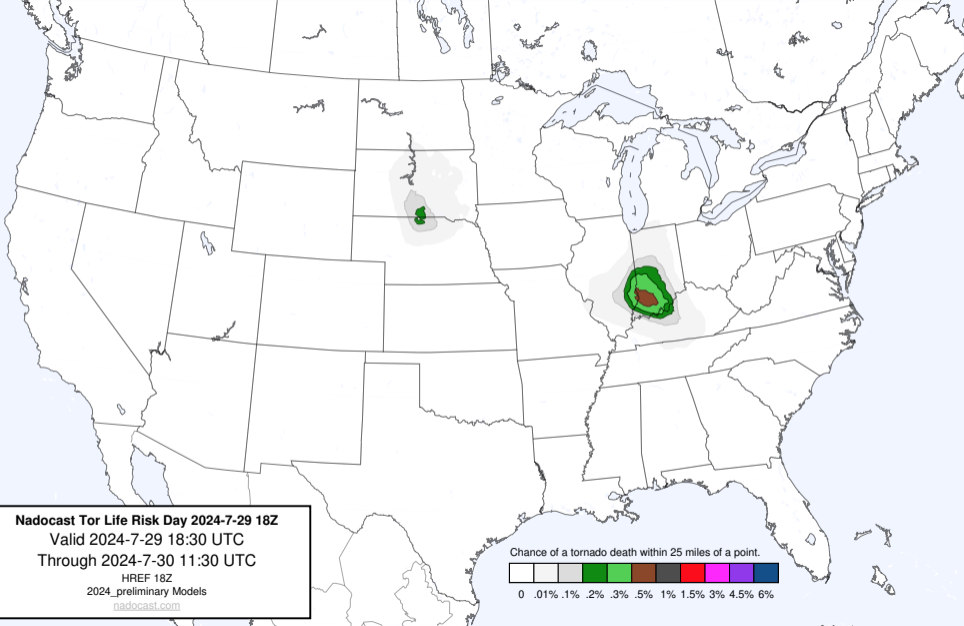 Nadocast Tor Life Risk Day 2024-7-29 18Z
Valid 2024-7-29 18:30 UTC
Through 2024-7-30 11:30 UTC
HREF 18Z
2024_preliminary Models
nadocast.com
Chance of a tornado death within 25 miles of a point.
0 .01% .1% .2% .3% .5% 1% 1.5% 3% 4.5% 6%